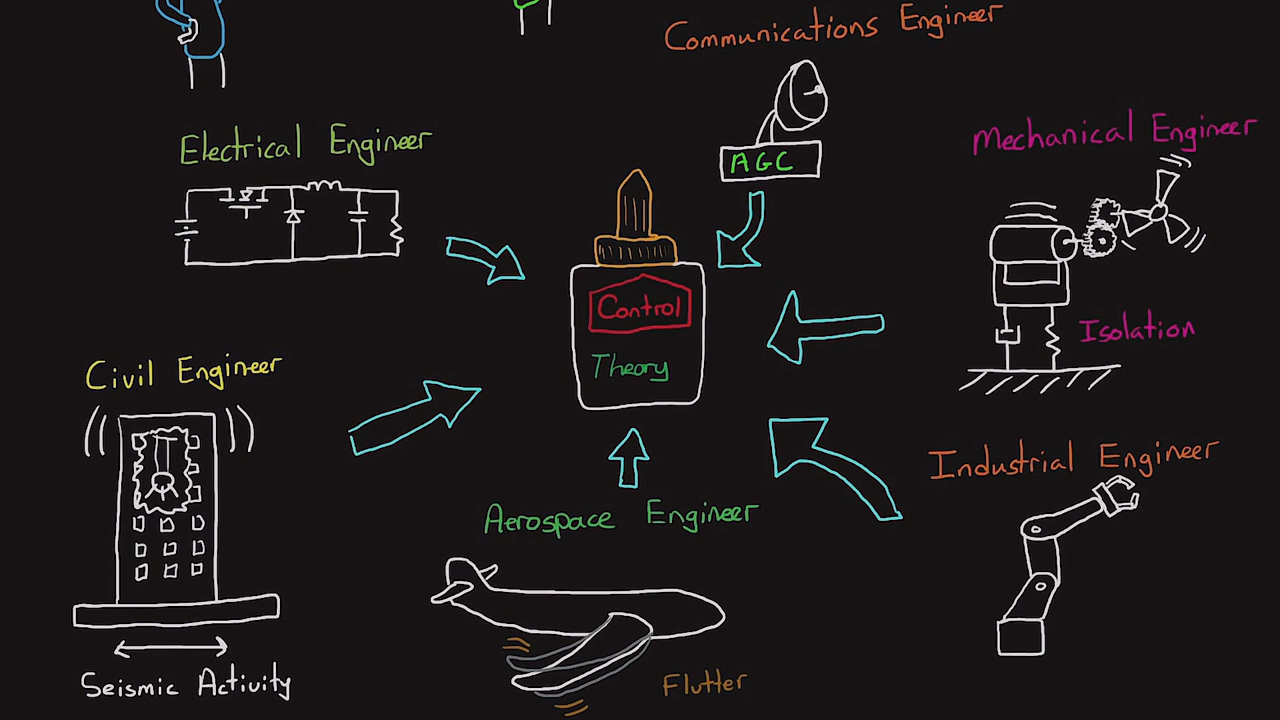 Communications Engineer
Electrical Engineer
Mechanical Engineer
AGC
Control
Theory
Isolation
Civil Engineer
Industrial Engineer
Aerospace Engineer
Seismic Activity
Flutter